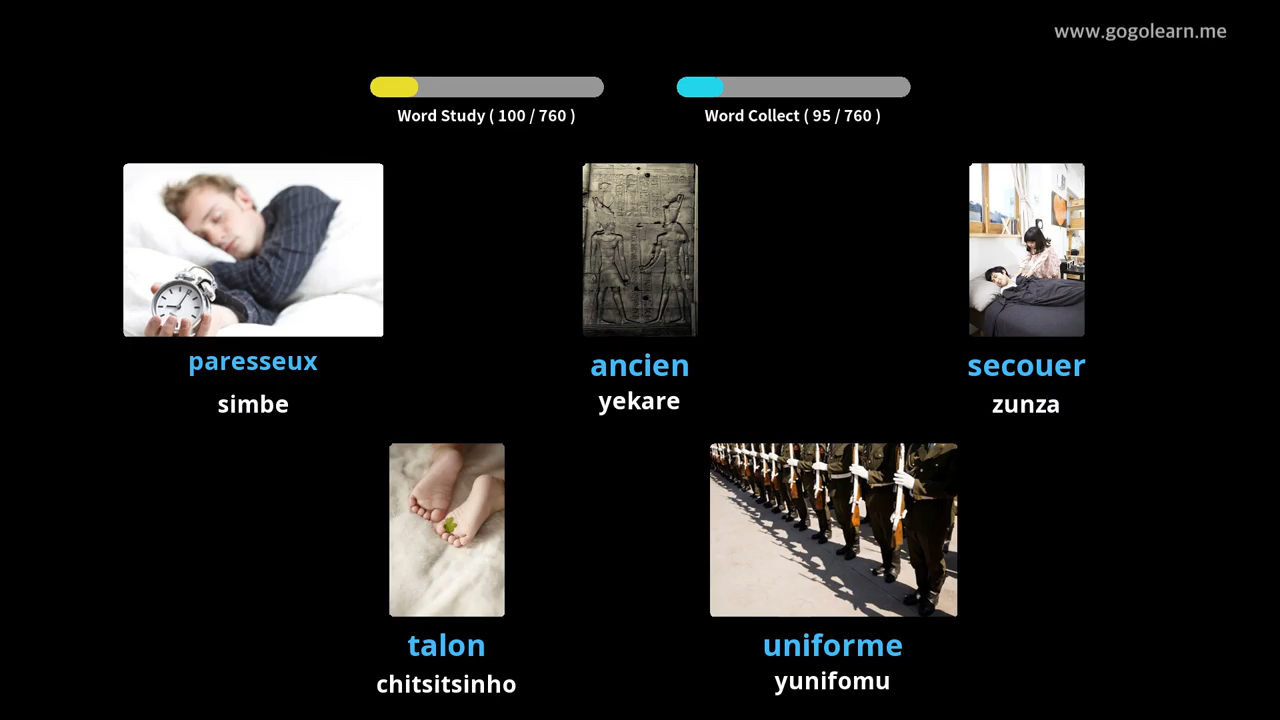 www.gogolearn.me
Word Study ( 100 / 760 )
Word Collect ( 95 / 760 )
paresseux
simbe
ancien
yekare
secouer
zunza
talon
chitsitsinho
uniforme
yunifomu